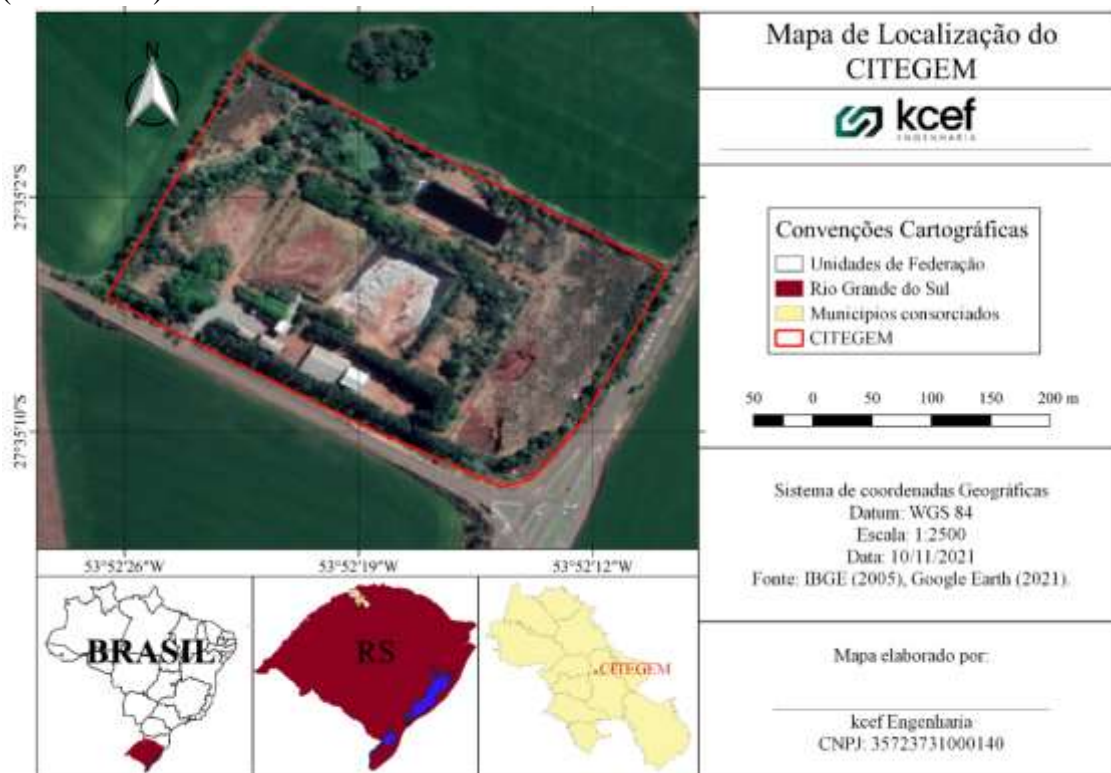 Mapa de Localização do
CITEGEM
kcef
ENGENHARIA
N
27°35'2"S
27°35'10"S
53°52'26"W
53°52'19"W
53°52'12"W
Convenções Cartográficas
Unidades de Federação
Rio Grande do Sul
Municípios consorciados
CITEGEM
50 0 50 100 150 200 m
Sistema de coordenadas Geográficas
Datum: WGS 84
Escala: 1:2500
Data: 10/11/2021
Fonte: IBGE (2005), Google Earth (2021).
BRASIL
RS
CITEGEM
Mapa elaborado por:
kcef Engenharia
CNPJ: 35723731000140